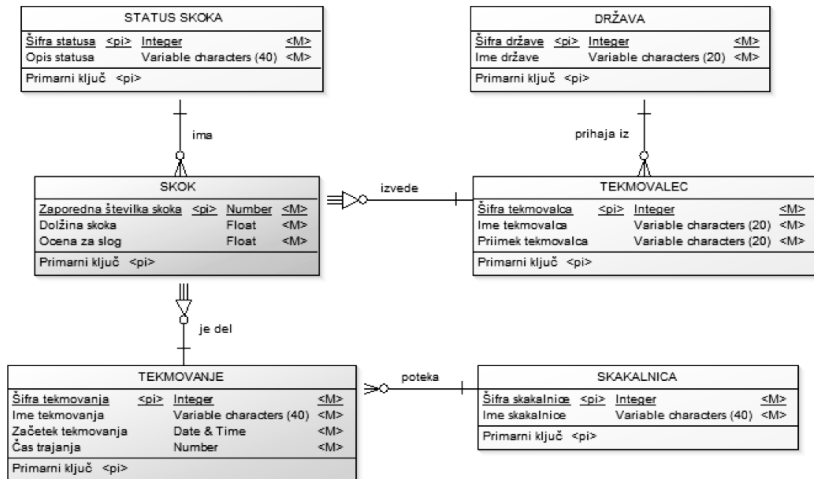 STATUS SKOKA
Šifra statusa <pi> Integer <M>
Opis statusa Variable characters (40) <M>
Primarni ključ <pi>
DRŽAVA
Šifra države <pi> Integer <M>
Ime države Variable characters (20) <M>
Primarni ključ <pi>
ima
prihaja iz
SKOK
Zaporedna številka skoka <pi> Number <M>
Dolžina skoka Float <M>
Ocena za slog Float <M>
Primarni ključ <pi>
izvede
TEKMOVALEC
Šifra tekmovalca <pi> Integer <M>
Ime tekmovalca Variable characters (20) <M>
Priimek tekmovalca Variable characters (20) <M>
Primarni ključ <pi>
je del
TEKMOVANJE
Šifra tekmovanja <pi> Integer <M>
Ime tekmovanja Variable characters (40) <M>
Začetek tekmovanja Date & Time <M>
Čas trajanja Number <M>
Primarni ključ <pi>
poteka
SKAKALNICA
Šifra skakalnice <pi> Integer <M>
Ime skakalnice Variable characters (40) <M>
Primarni ključ <pi>